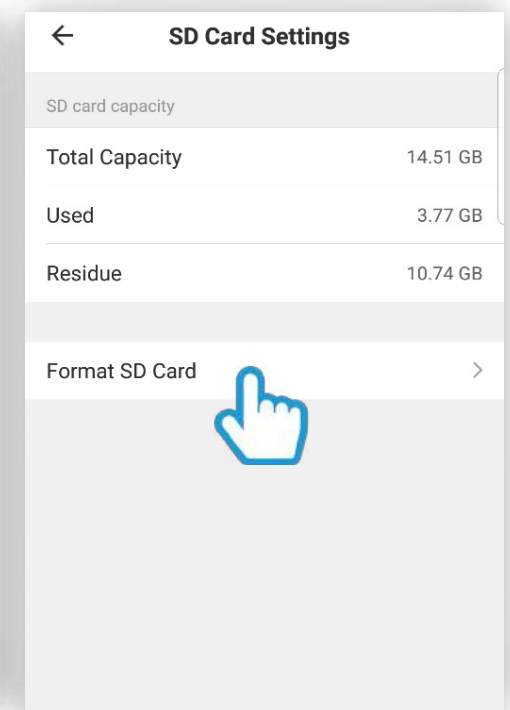 SD Card Settings
SD card capacity
Total Capacity 14.51 GB
Used 3.77 GB
Residue 10.74 GB
Format SD Card